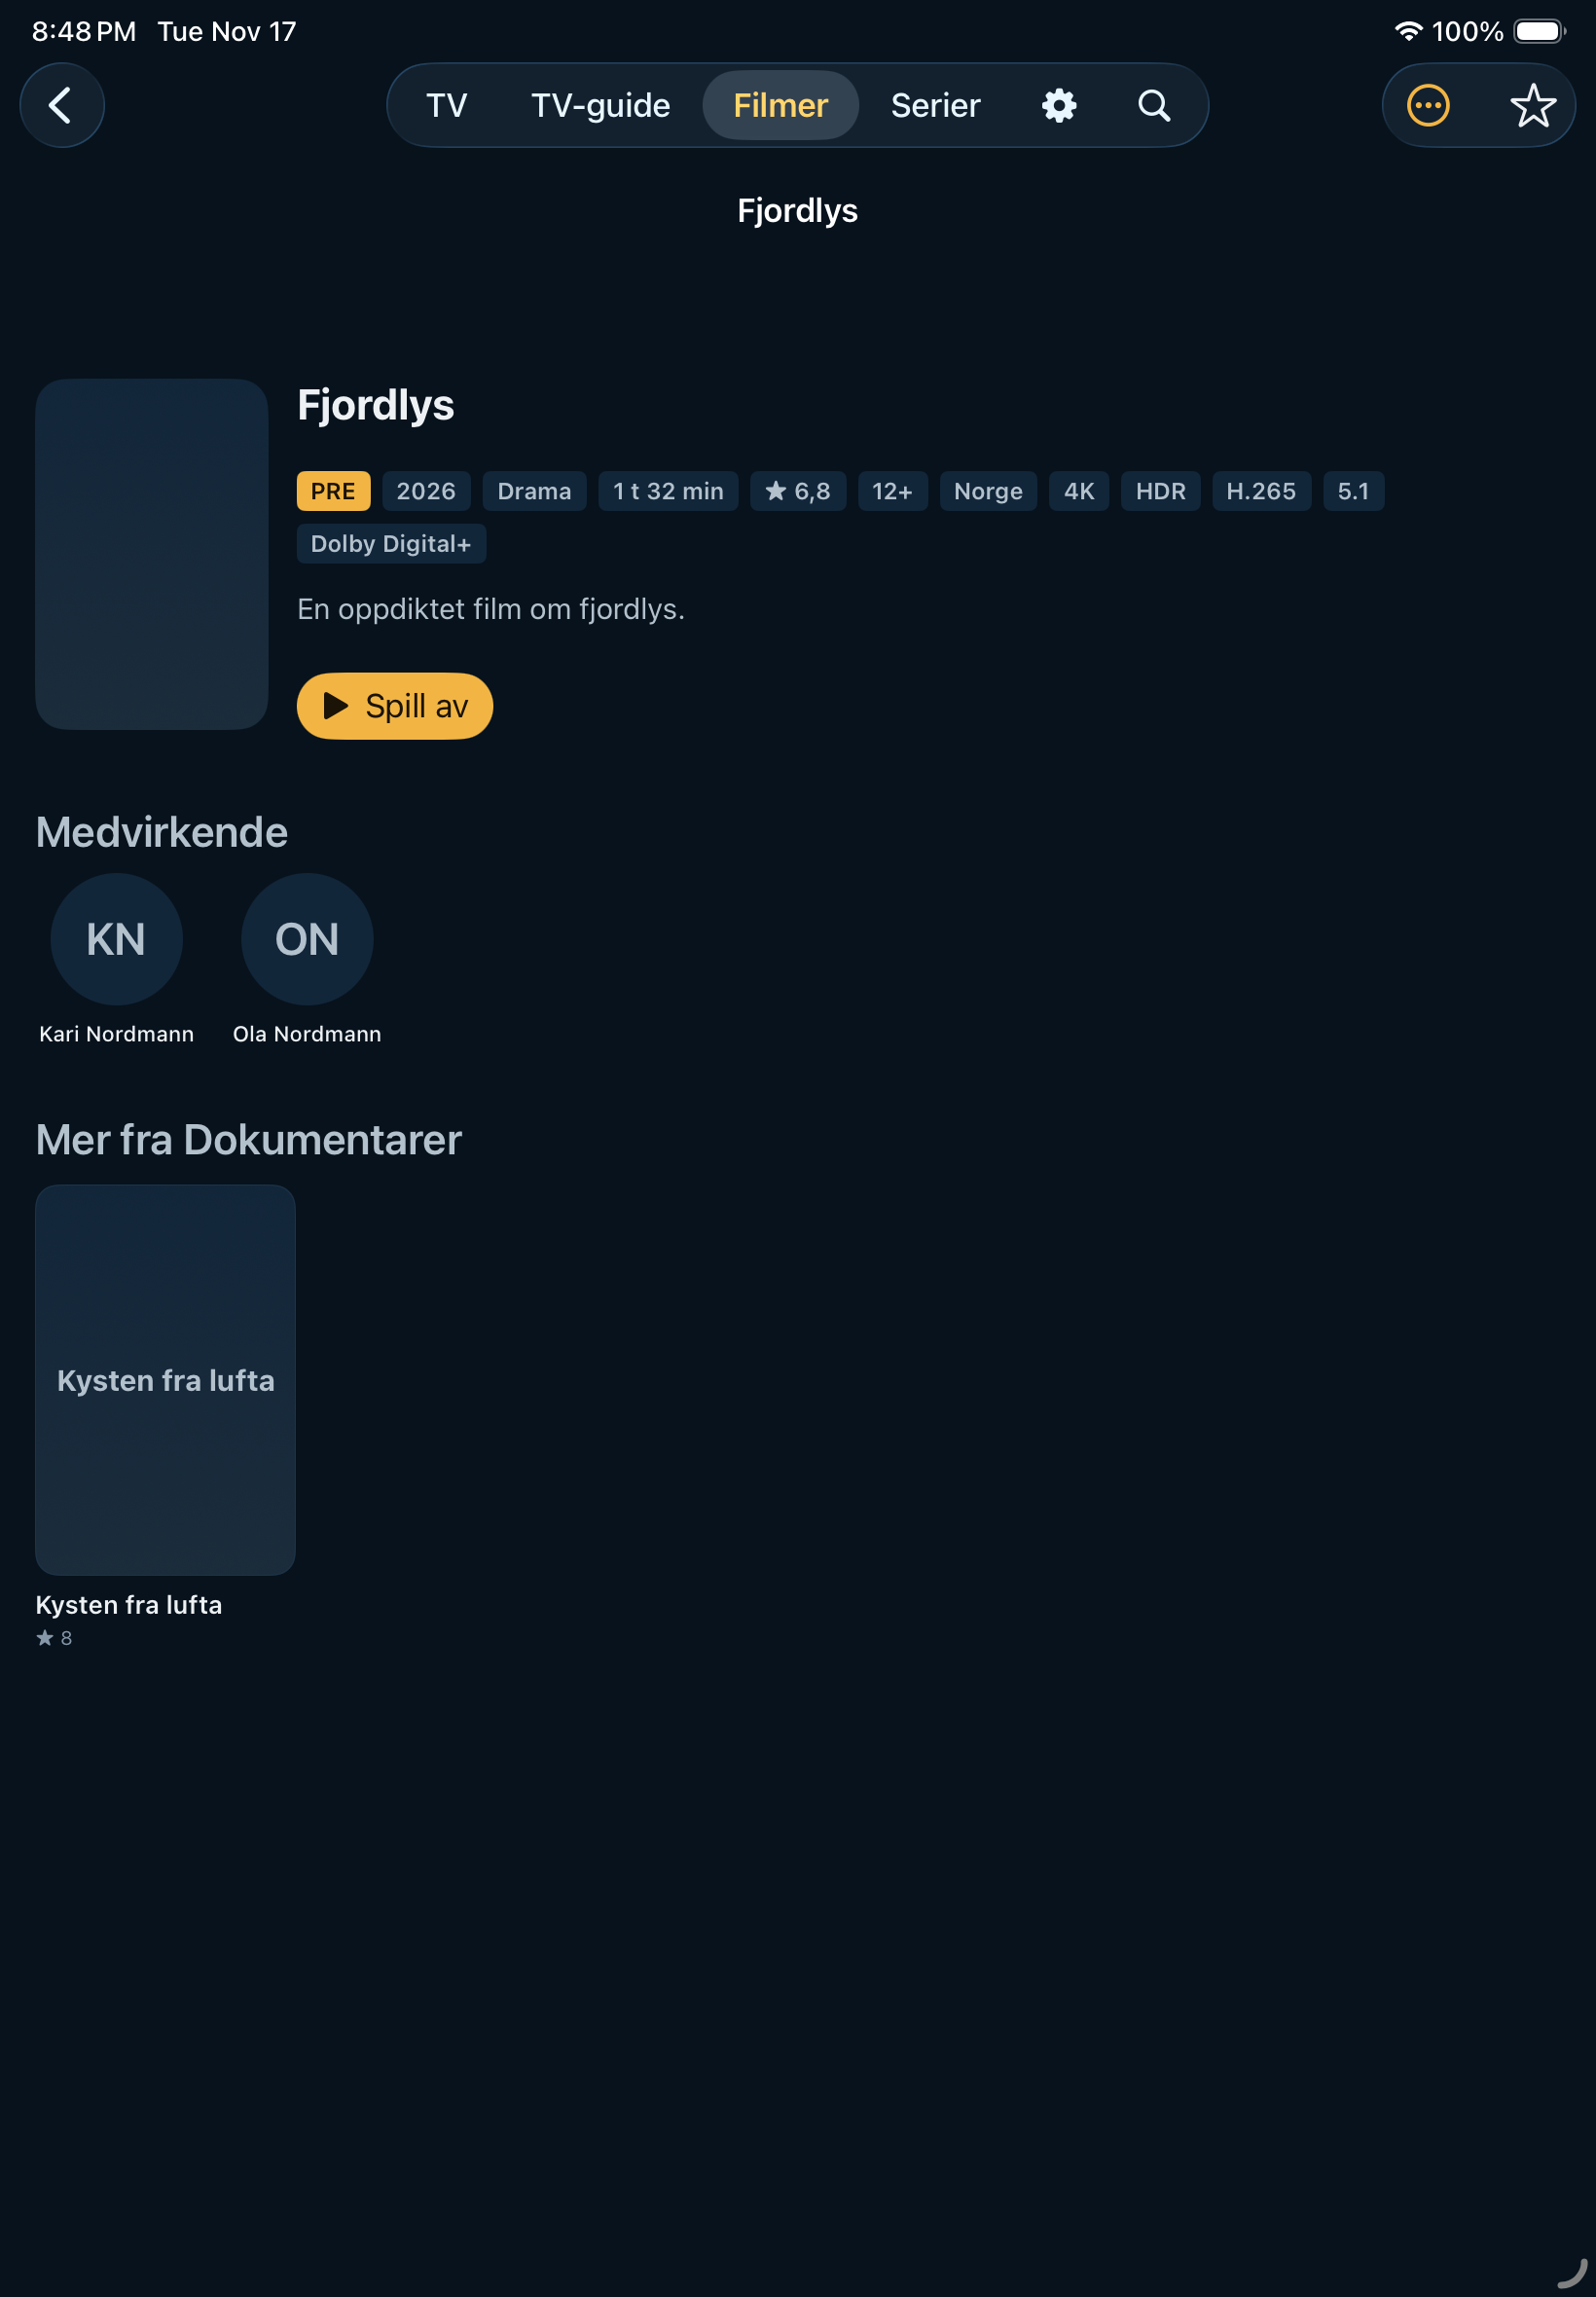 8:48 PM Tue Nov 17
100%
TV TV-guide Filmer Serier
Fjordlys
Fjordlys
PRE 2026 Drama 1 t 32 min ★ 6,8 12+ Norge 4K HDR H.265 5.1
Dolby Digital+
En oppdiktet film om fjordlys.
Spill av
Medvirkende
KN ON
Kari Nordmann Ola Nordmann
Mer fra Dokumentarer
Kysten fra lufta
Kysten fra lufta
★ 8